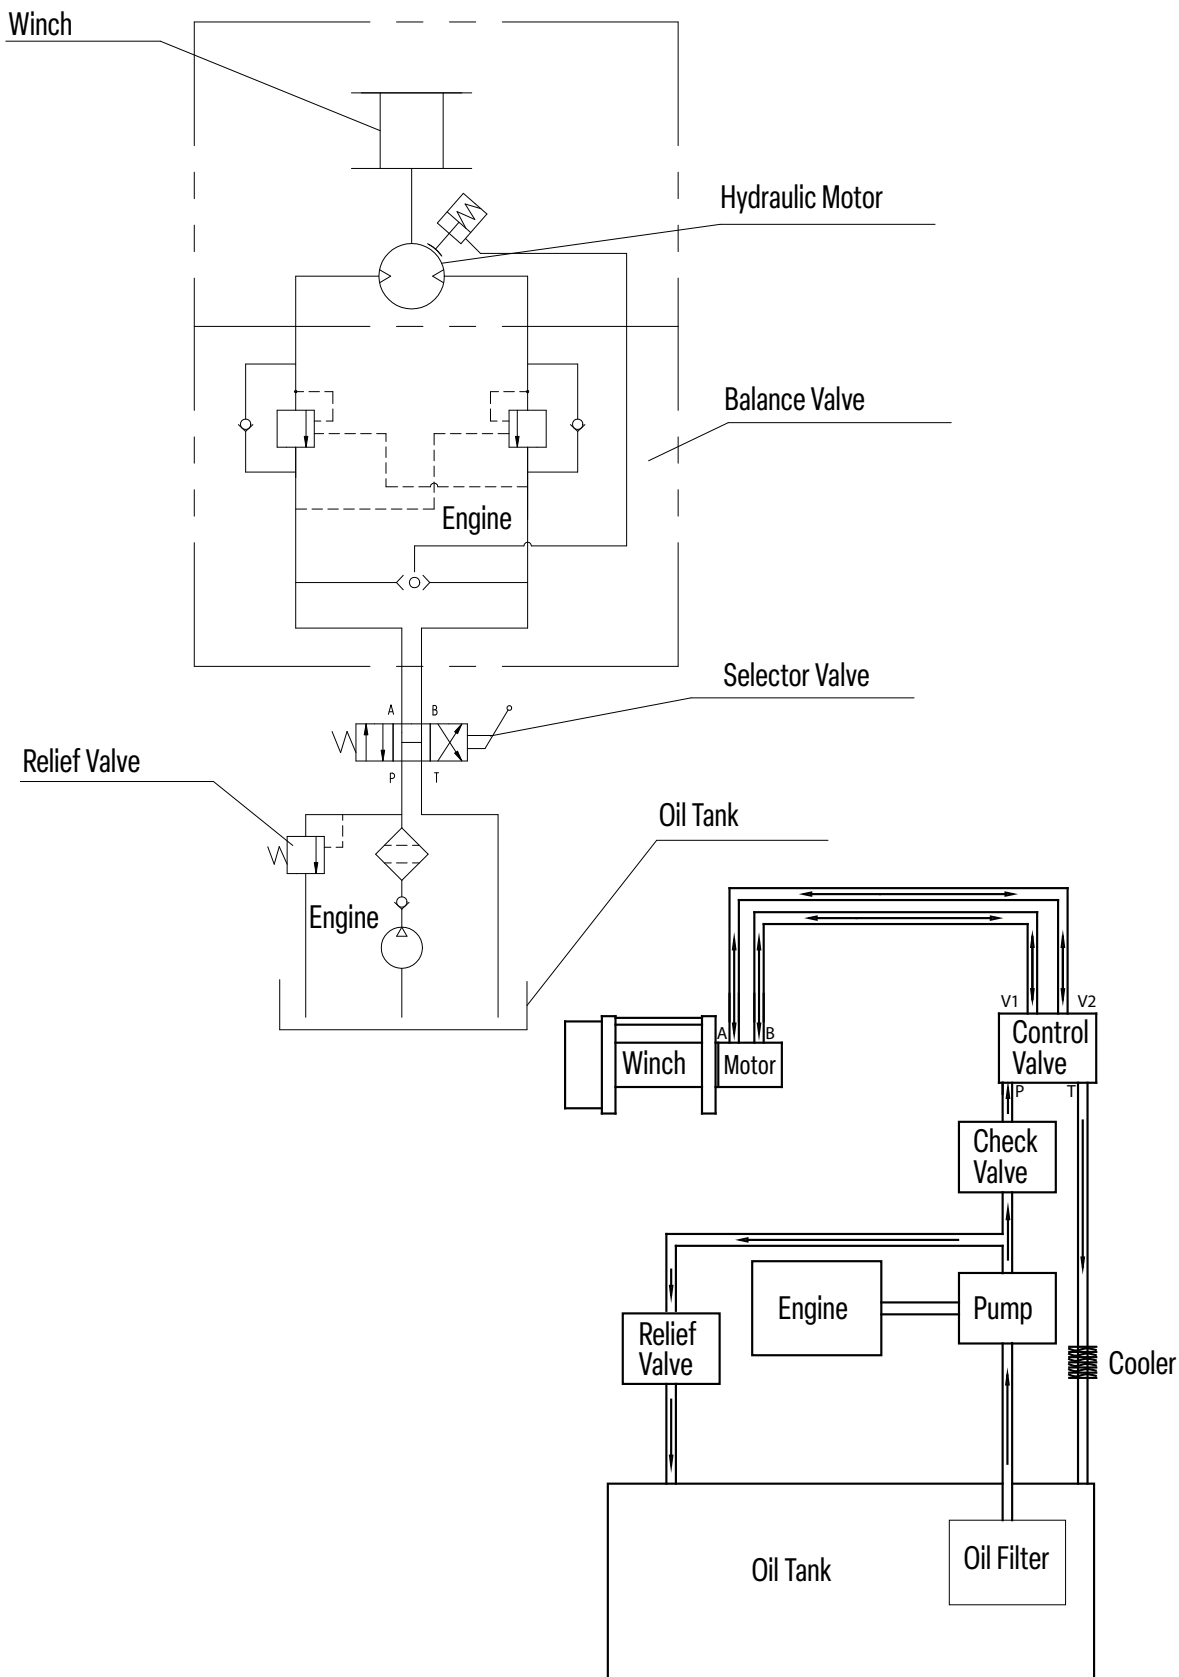 Winch
Hydraulic Motor
Balance Valve
Engine
Selector Valve
A B
P T
Relief Valve
Oil Tank
Engine
V1 V2
A B
Control
Valve
Winch
Motor
P T
Check
Valve
Engine
Pump
Relief
Valve
Cooler
Oil Tank
Oil Filter